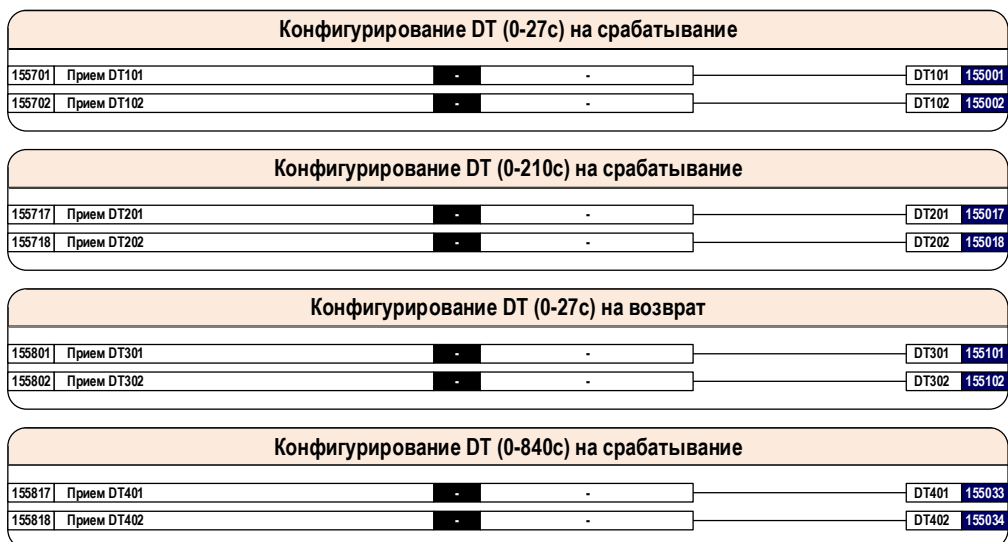 Конфигурирование DT (0-27с) на срабатывание
155701 Прием DT101 - - DT101 155001
155702 Прием DT102 - - DT102 155002
Конфигурирование DT (0-210с) на срабатывание
155717 Прием DT201 - - DT201 155017
155718 Прием DT202 - - DT202 155018
Конфигурирование DT (0-27с) на возврат
155801 Прием DT301 - - DT301 155101
155802 Прием DT302 - - DT302 155102
Конфигурирование DT (0-840с) на срабатывание
155817 Прием DT401 - - DT401 155033
155818 Прием DT402 - - DT402 155034